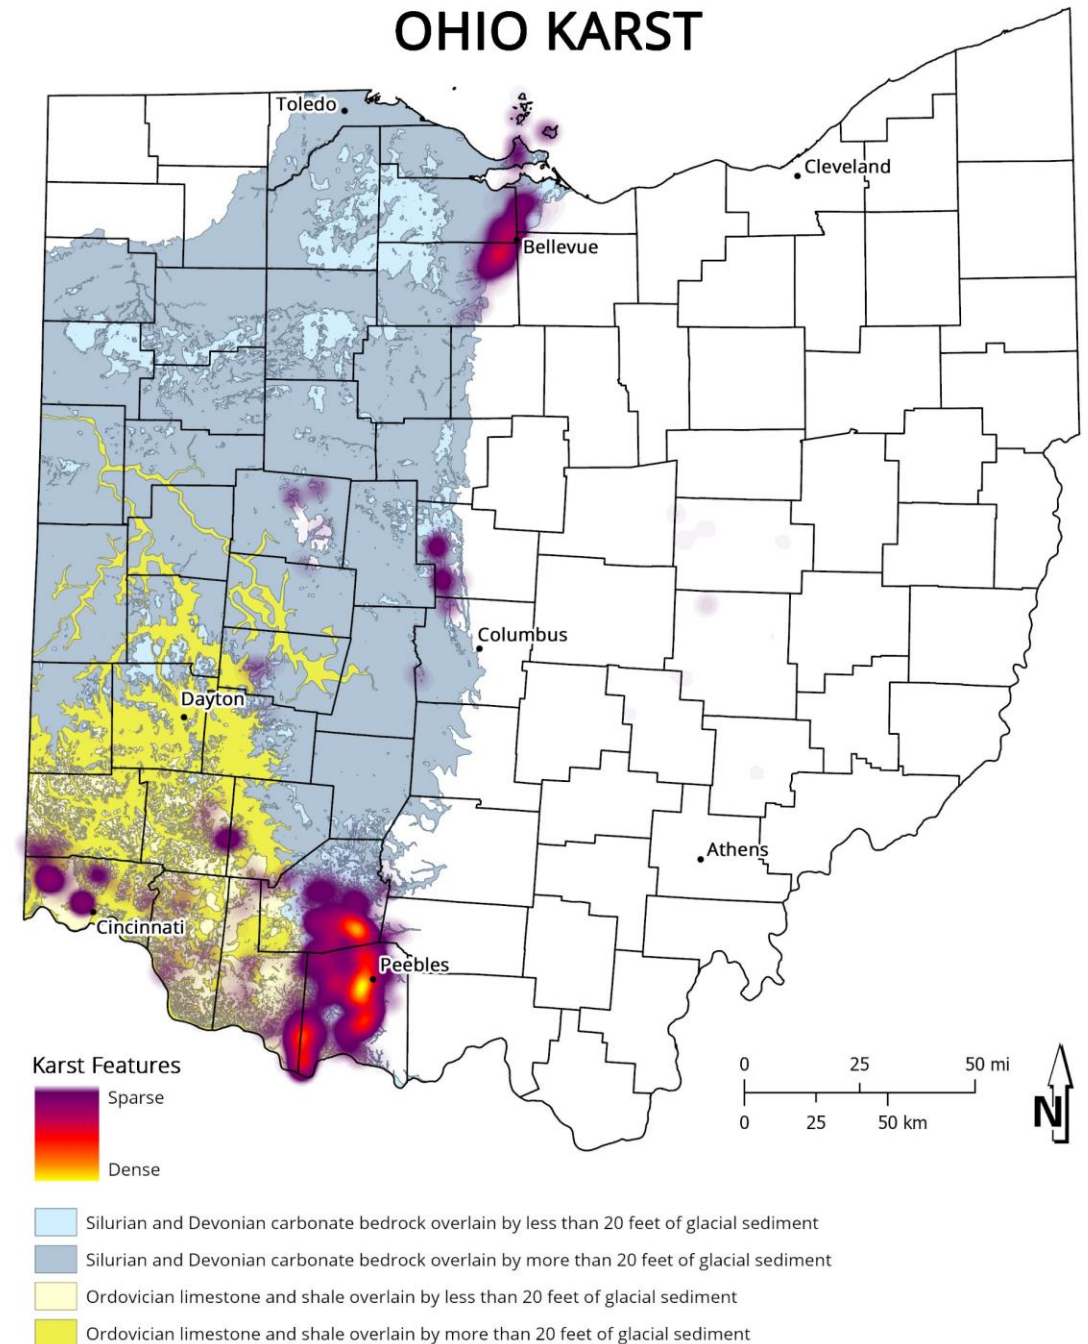 OHIO KARST
Toledo
Cleveland
Bellevue
Columbus
Dayton
Athens
Cincinnati
Peebles
Karst Features
Sparse
Dense
0 25 50 mi
0 25 50 km
N
Silurian and Devonian carbonate bedrock overlain by less than 20 feet of glacial sediment
Silurian and Devonian carbonate bedrock overlain by more than 20 feet of glacial sediment
Ordovician limestone and shale overlain by less than 20 feet of glacial sediment
Ordovician limestone and shale overlain by more than 20 feet of glacial sediment